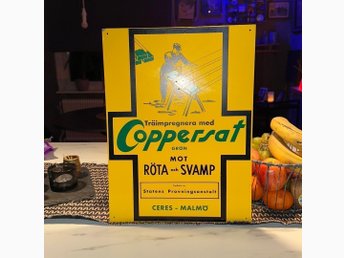 Träimpregnera med
Coppersat
GRÖN
MOT
RÖTA och SVAMP
Statens Provningsanstalt
CERES - MALMÖ